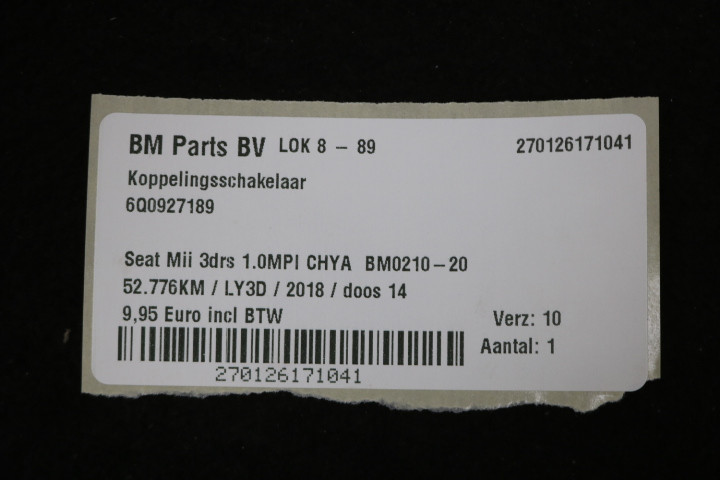 BM Parts BV LOK 8 - 89 270126171041
Koppelingsschakelaar
6Q0927189
Seat Mii 3drs 1.0MPI CHYA BM0210-20
52.776KM / LY3D / 2018 / doos 14
9,95 Euro incl BTW Verz: 10
Aantal: 1
270126171041